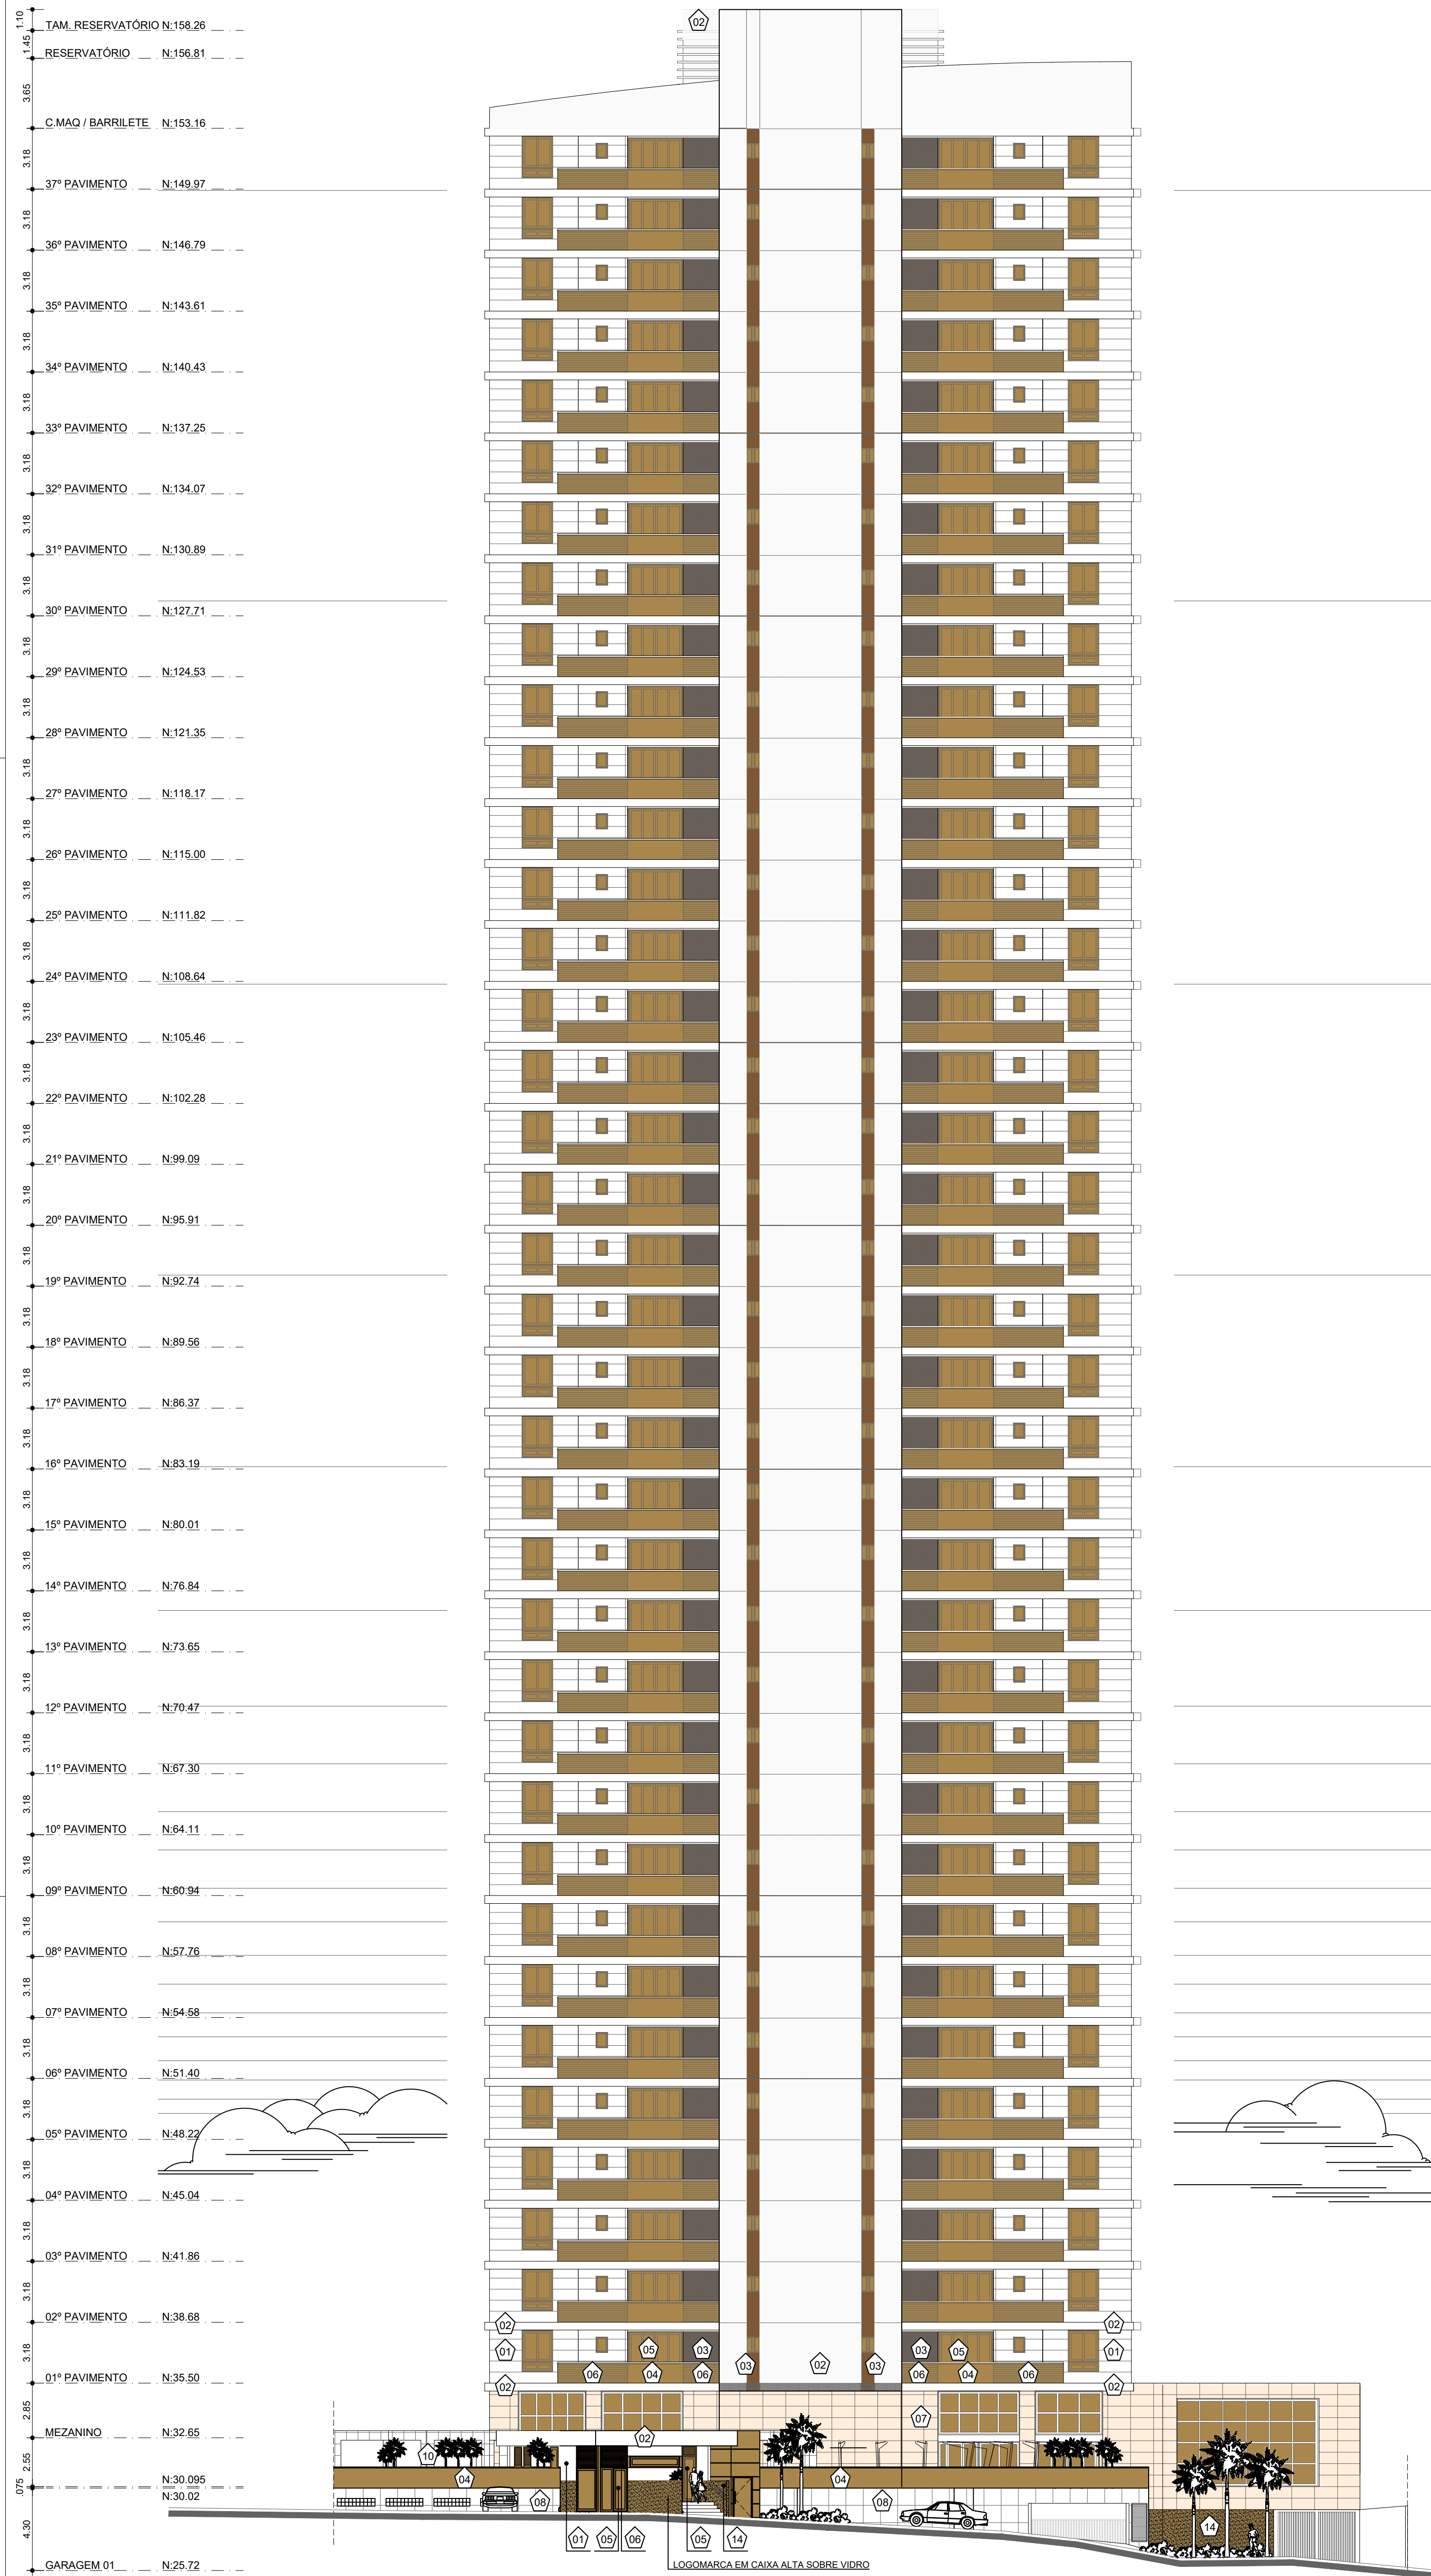 1.10
TAM. RESERVATÓRIO N:158.26
02
1.45
RESERVATÓRIO N:156.81
3.65
C.MAQ / BARRILETE N:153.16
3.18
37º PAVIMENTO N:149.97
3.18
36º PAVIMENTO N:146.79
3.18
35º PAVIMENTO N:143.61
3.18
34º PAVIMENTO N:140.43
3.18
33º PAVIMENTO N:137.25
3.18
32º PAVIMENTO N:134.07
3.18
31º PAVIMENTO N:130.89
3.18
30º PAVIMENTO N:127.71
3.18
29º PAVIMENTO N:124.53
3.18
28º PAVIMENTO N:121.35
3.18
27º PAVIMENTO N:118.17
3.18
26º PAVIMENTO N:115.00
3.18
25º PAVIMENTO N:111.82
3.18
24º PAVIMENTO N:108.64
3.18
23º PAVIMENTO N:105.46
3.18
22º PAVIMENTO N:102.28
3.18
21º PAVIMENTO N:99.09
3.18
20º PAVIMENTO N:95.91
3.18
19º PAVIMENTO N:92.74
3.18
18º PAVIMENTO N:89.56
3.18
17º PAVIMENTO N:86.37
3.18
16º PAVIMENTO N:83.19
3.18
15º PAVIMENTO N:80.01
3.18
14º PAVIMENTO N:76.84
3.18
13º PAVIMENTO N:73.65
3.18
12º PAVIMENTO N:70.47
3.18
11º PAVIMENTO N:67.30
3.18
10º PAVIMENTO N:64.11
3.18
09º PAVIMENTO N:60.94
3.18
08º PAVIMENTO N:57.76
3.18
07º PAVIMENTO N:54.58
3.18
06º PAVIMENTO N:51.40
3.18
05º PAVIMENTO N:48.22
3.18
04º PAVIMENTO N:45.04
3.18
03º PAVIMENTO N:41.86
3.18
02º PAVIMENTO N:38.68
02 02
3.18
01 05 03 03 05 01
03 02 03
06 04 06 06 04 06
01º PAVIMENTO N:35.50
02 02
2.85
07
MEZANINO N:32.65
02
10
2.55
04 04
N:30.095
.075
N:30.02
08 08
4.30
14
01 05 06 05 14
GARAGEM 01 N:25.72
LOGOMARCA EM CAIXA ALTA SOBRE VIDRO